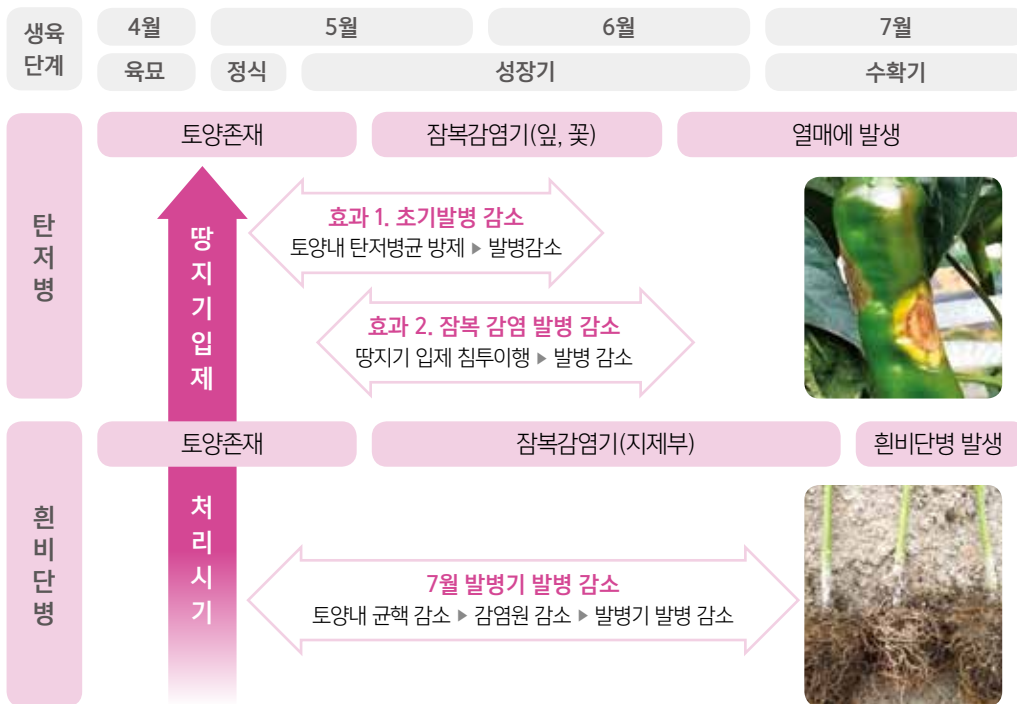 생육
단계
4월
5월
6월
7월
육묘
정식
성장기
수확기
탄저병
토양존재
잠복감염기(잎, 꽃)
열매에 발생
땅지기입제
효과 1. 초기발병 감소
토양내 탄저병균 방제 ▶ 발병감소
효과 2. 잠복 감염 발병 감소
땅지기 입제 침투이행 ▶ 발병 감소
흰비단병
토양존재
잠복감염기(지제부)
흰비단병 발생
처리시기
7월 발병기 발병 감소
토양내 균핵 감소 ▶ 감염원 감소 ▶ 발병기 발병 감소